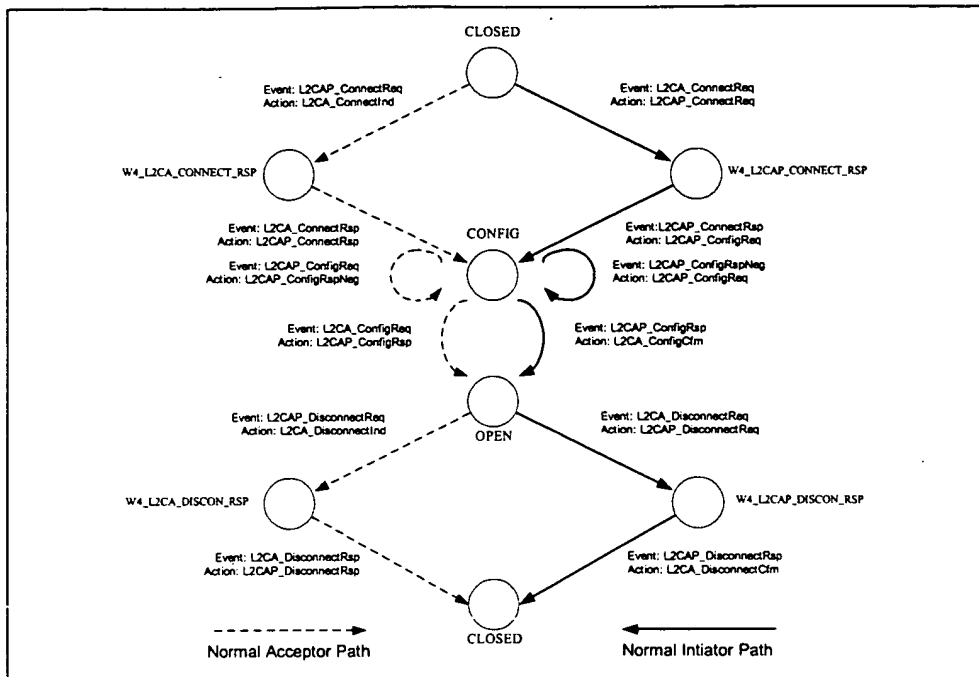 CLOSED
Event: L2CAP_ConnectReq
Action: L2CA_ConnectInd
Event: L2CA_ConnectReq
Action: L2CAP_ConnectReq
W4_L2CA_CONNECT_RSP
W4_L2CAP_CONNECT_RSP
Event: L2CA_ConnectRsp
Action: L2CAP_ConnectRsp
CONFIG
Event:L2CAP_ConnectRsp
Action: L2CAP_ConfigReq
Event: L2CAP_ConfigReq
Action: L2CAP_ConfigRspNeg
Event: L2CAP_ConfigRspNeg
Action: L2CAP_ConfigReq
Event: L2CA_ConfigReq
Action: L2CAP_ConfigRsp
Event: L2CAP_ConfigRsp
Action: L2CA_ConfigCfm
Event: L2CAP_DisconnectReq
Action: L2CA_DisconnectInd
OPEN
Event: L2CA_DisconnectReq
Action: L2CAP_DisconnectReq
W4_L2CA_DISCON_RSP
W4_L2CAP_DISCON_RSP
Event: L2CA_DisconnectRsp
Action: L2CAP_DisconnectRsp
Event: L2CAP_DisconnectRsp
Action: L2CA_DisconnectCfm
CLOSED
Normal Acceptor Path
Normal Intiator Path